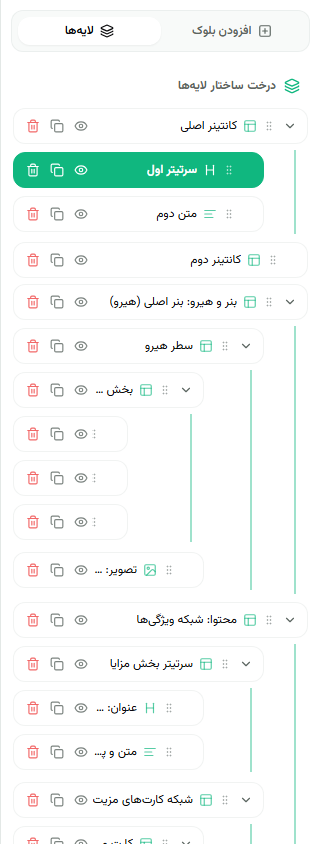 لایه‌ها
افزودن بلوک
درخت ساختار لایه‌ها
کانتینر اصلی
سرتیتر اول
متن دوم
کانتینر دوم
بنر و هیرو: بنر اصلی (هیرو)
سطر هیرو
بخش ...
تصویر: ...
محتوا: شبکه ویژگی‌ها
سرتیتر بخش مزایا
عنوان: ...
متن و پ...
شبکه کارت‌های مزیت